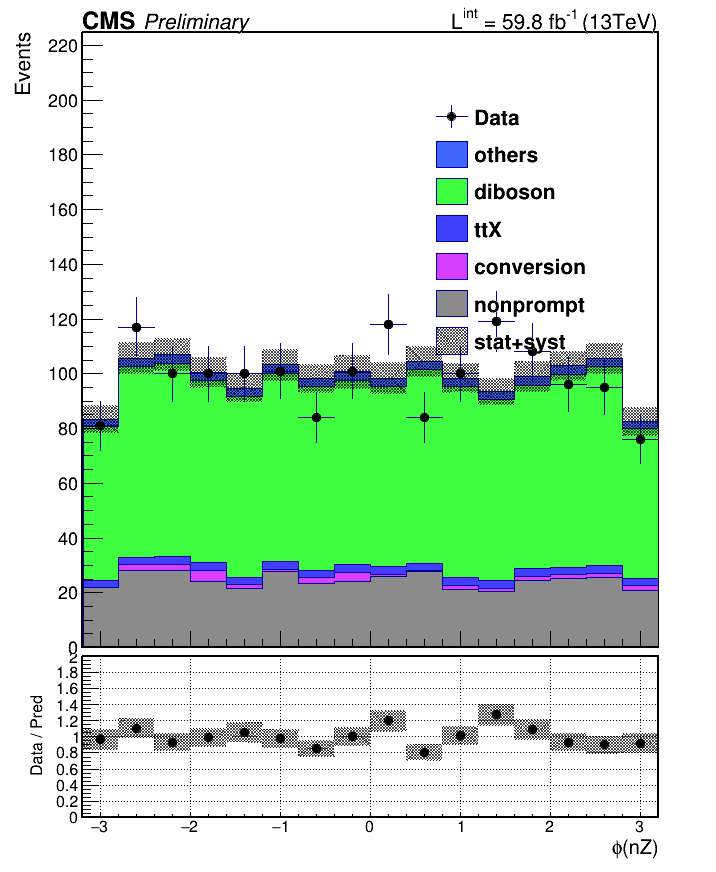 CMS Preliminary L^int = 59.8 fb^-1 (13TeV)
Events
220
200
180
160
140
120
100
80
60
40
20
0
Data
others
diboson
ttX
conversion
nonprompt
stat+syst
Data / Pred
2
1.8
1.6
1.4
1.2
1
0.8
0.6
0.4
0.2
0
−3 −2 −1 0 1 2 3
ϕ(nZ)